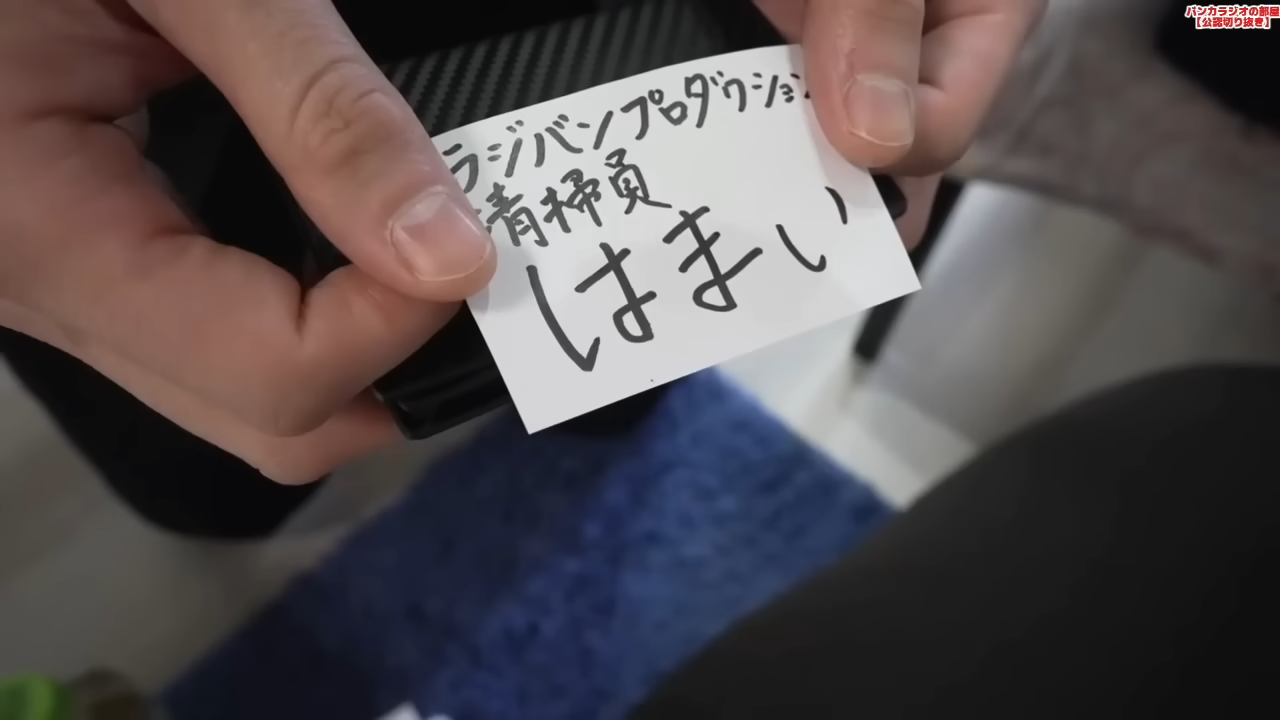 バンカラジオの部屋
【公認切り抜き】
ラジバンプロダクション
清掃員
はまい